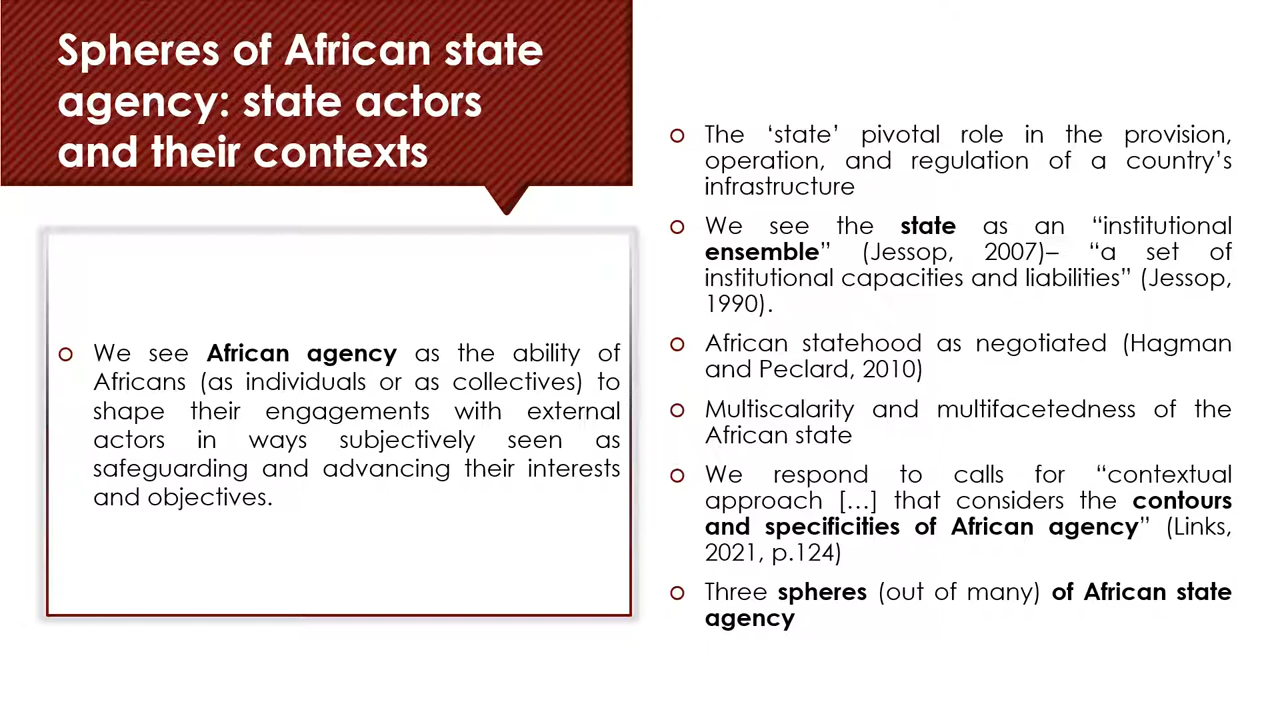 Spheres of African state
agency: state actors
and their contexts
We see African agency as the ability of
Africans (as individuals or as collectives) to
shape their engagements with external
actors in ways subjectively seen as
safeguarding and advancing their interests
and objectives.
The ‘state’ pivotal role in the provision,
operation, and regulation of a country’s
infrastructure
We see the state as an “institutional
ensemble” (Jessop, 2007)– “a set of
institutional capacities and liabilities” (Jessop,
1990).
African statehood as negotiated (Hagman
and Peclard, 2010)
Multiscalarity and multifacetedness of the
African state
We respond to calls for “contextual
approach […] that considers the contours
and specificities of African agency” (Links,
2021, p.124)
Three spheres (out of many) of African state
agency